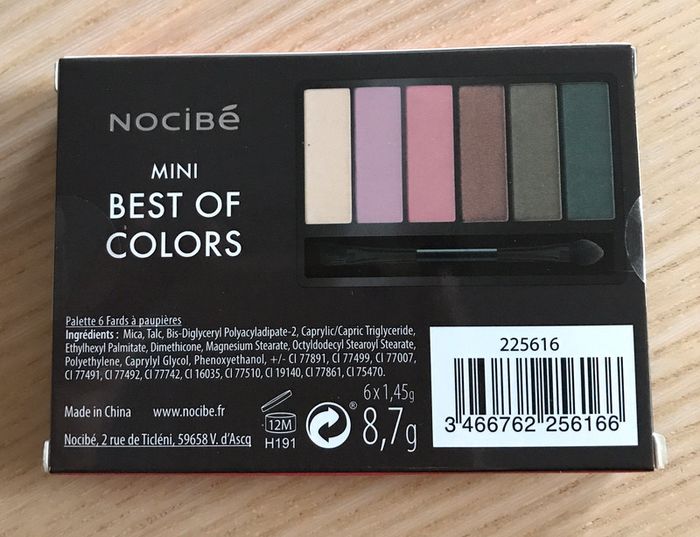 NOCIBÉ
MINI
BEST OF
COLORS
Palette 6 Fards à paupières
Ingrédients : Mica, Talc, Bis-Diglyceryl Polyacyladipate-2, Caprylic/Capric Triglyceride,
Ethylhexyl Palmitate, Dimethicone, Magnesium Stearate, Octyldodecyl Stearoyl Stearate,
Polyethylene, Caprylyl Glycol, Phenoxyethanol, +/- CI 77891, CI 77499, CI 77007,
CI 77491, CI 77492, CI 77742, CI 16035, CI 77510, CI 19140, CI 77861, CI 75470.
Made in China www.nocibe.fr
Nocibé, 2 rue de Ticléni, 59658 V. d'Ascq
12M
H191
®
6 x 1,45g
8,7g
225616
3 466762 256166